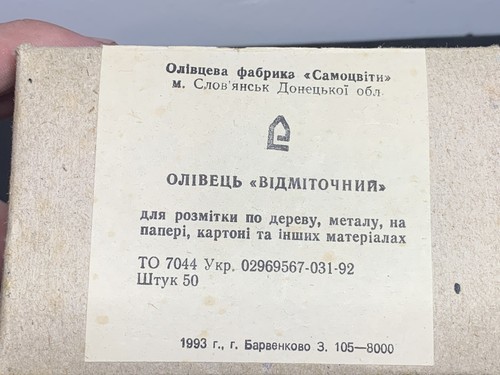 Олівцева фабрика «Самоцвіти»
м. Слов'янськ Донецької обл.
ОЛІВЕЦЬ «ВІДМІТОЧНИЙ»
для розмітки по дереву, металу, на
папері, картоні та інших матеріалах
ТО 7044 Укр. 02969567-031-92
Штук 50
1993 г., г. Барвенково З. 105—8000